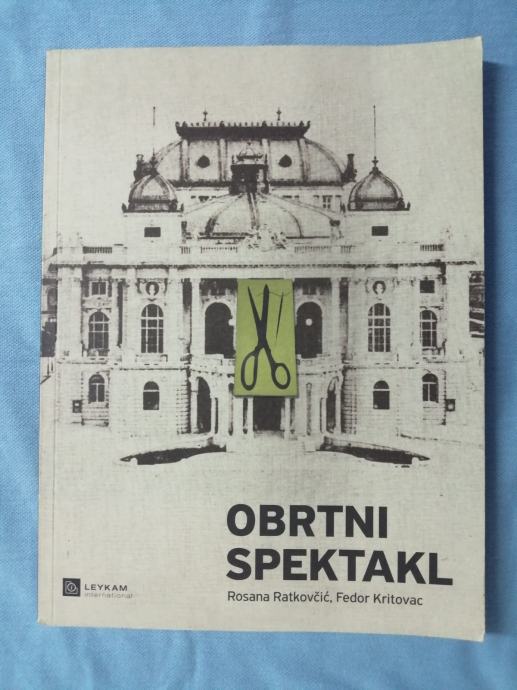 OBRTNI
SPEKTAKL
Rosana Ratkovčić, Fedor Kritovac
LEYKAM
international